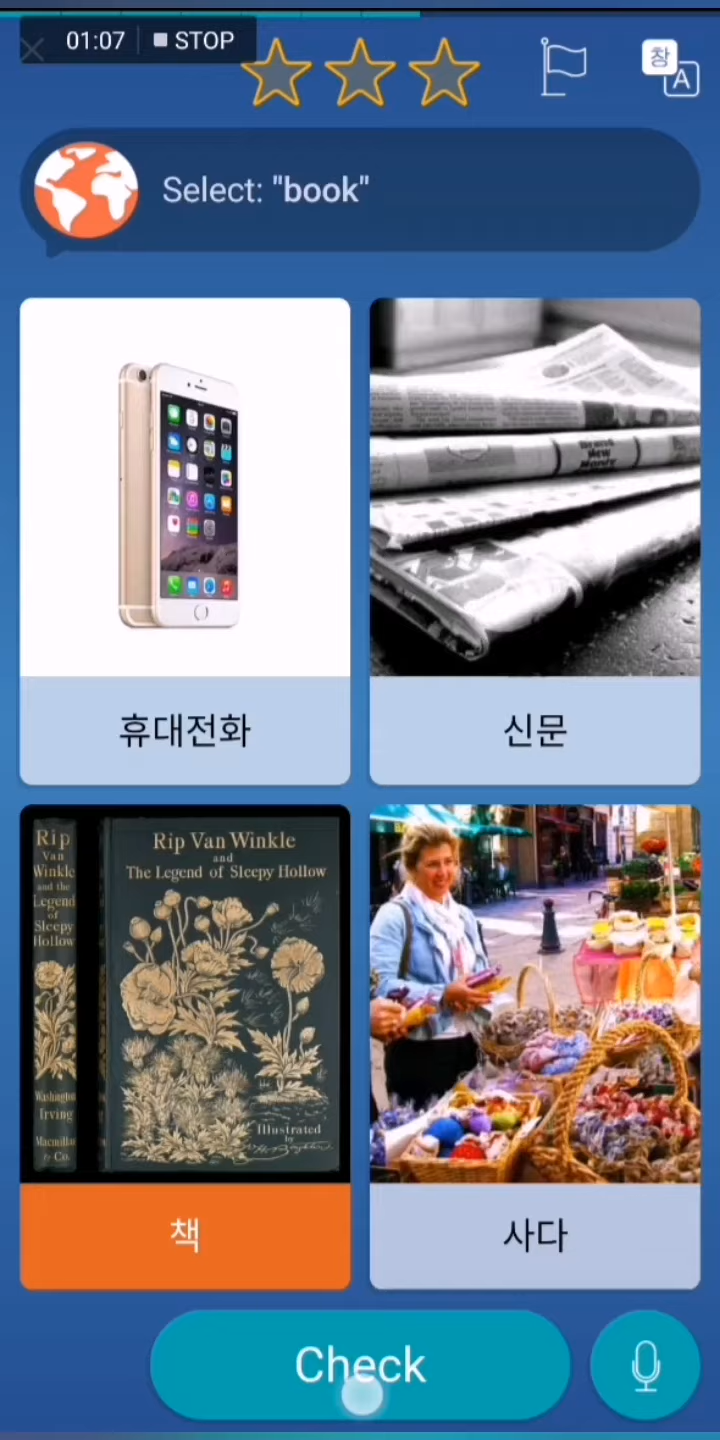 01:07 STOP
창 A
Select: "book"
Brand
New
휴대전화
신문
Rip
Van
Winkle
and the
Legend
of
Sleepy
Hollow
Washington
Irving
Macmillan
& Co.
Rip Van Winkle
and
The Legend of Sleepy Hollow
Illustrated
by
책
사다
Check